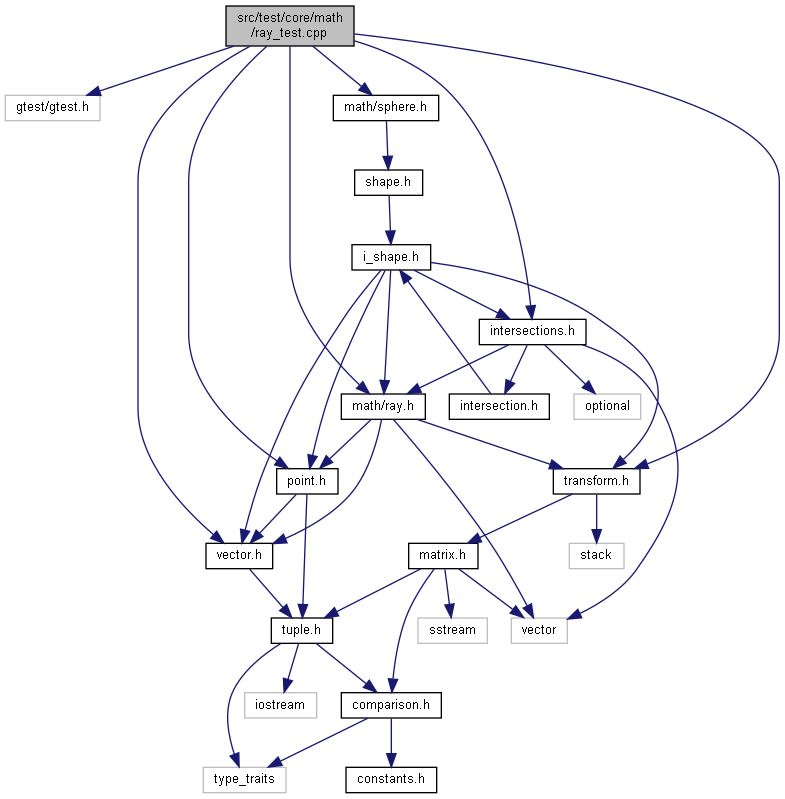 src/test/core/math
/ray_test.cpp
gtest/gtest.h
math/sphere.h
shape.h
i_shape.h
intersections.h
math/ray.h
intersection.h
optional
point.h
transform.h
vector.h
matrix.h
stack
tuple.h
sstream
vector
iostream
comparison.h
type_traits
constants.h